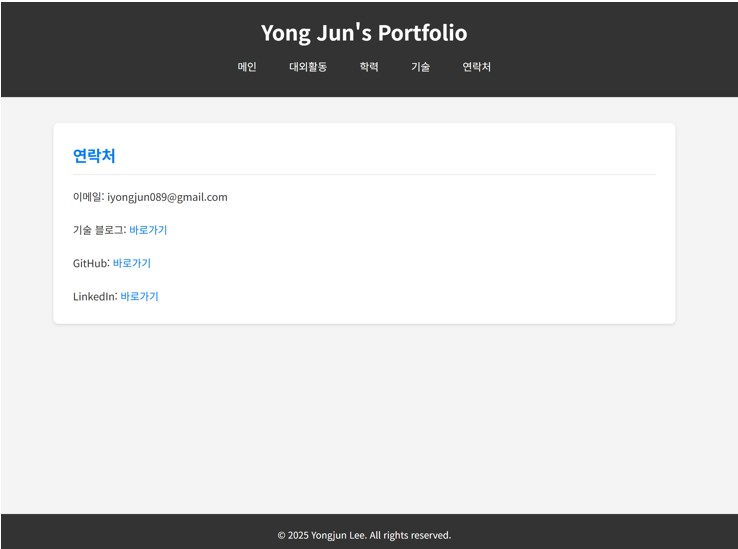 Yong Jun's Portfolio
메인 대외활동 학력 기술 연락처
연락처
이메일: iyongjun089@gmail.com
기술 블로그: 바로가기
GitHub: 바로가기
LinkedIn: 바로가기
© 2025 Yongjun Lee. All rights reserved.